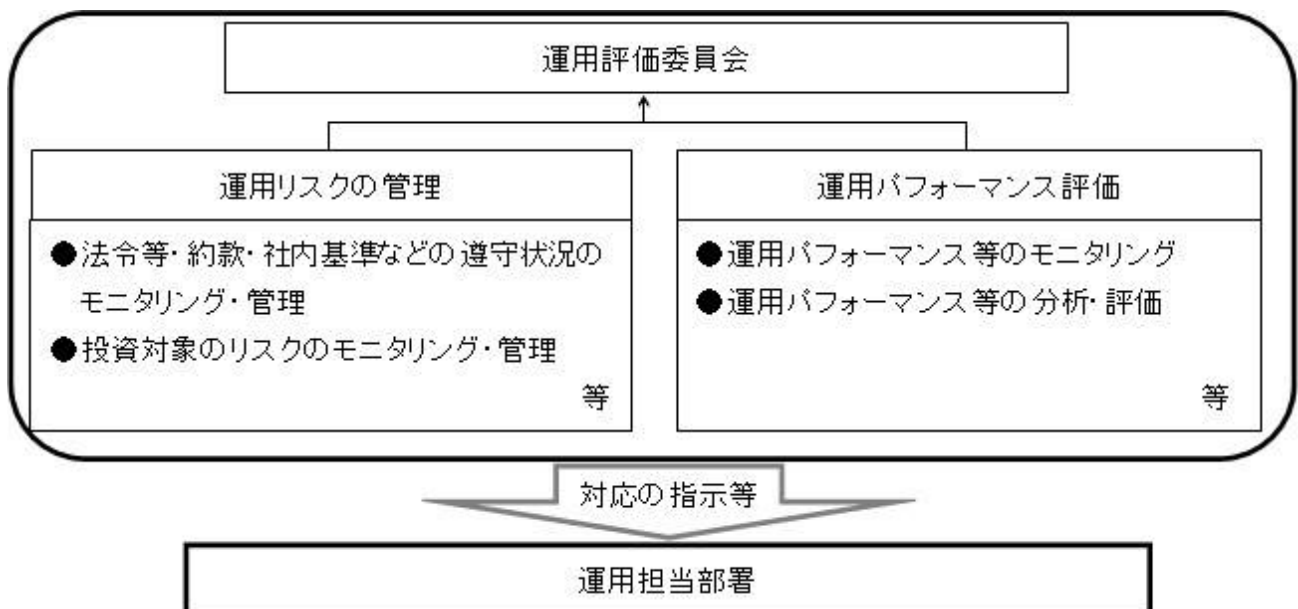 運用評価委員会
運用リスクの管理
●法令等・約款・社内基準などの遵守状況の
モニタリング・管理
●投資対象のリスクのモニタリング・管理
等
運用パフォーマンス評価
●運用パフォーマンス等のモニタリング
●運用パフォーマンス等の分析・評価
等
対応の指示等
運用担当部署